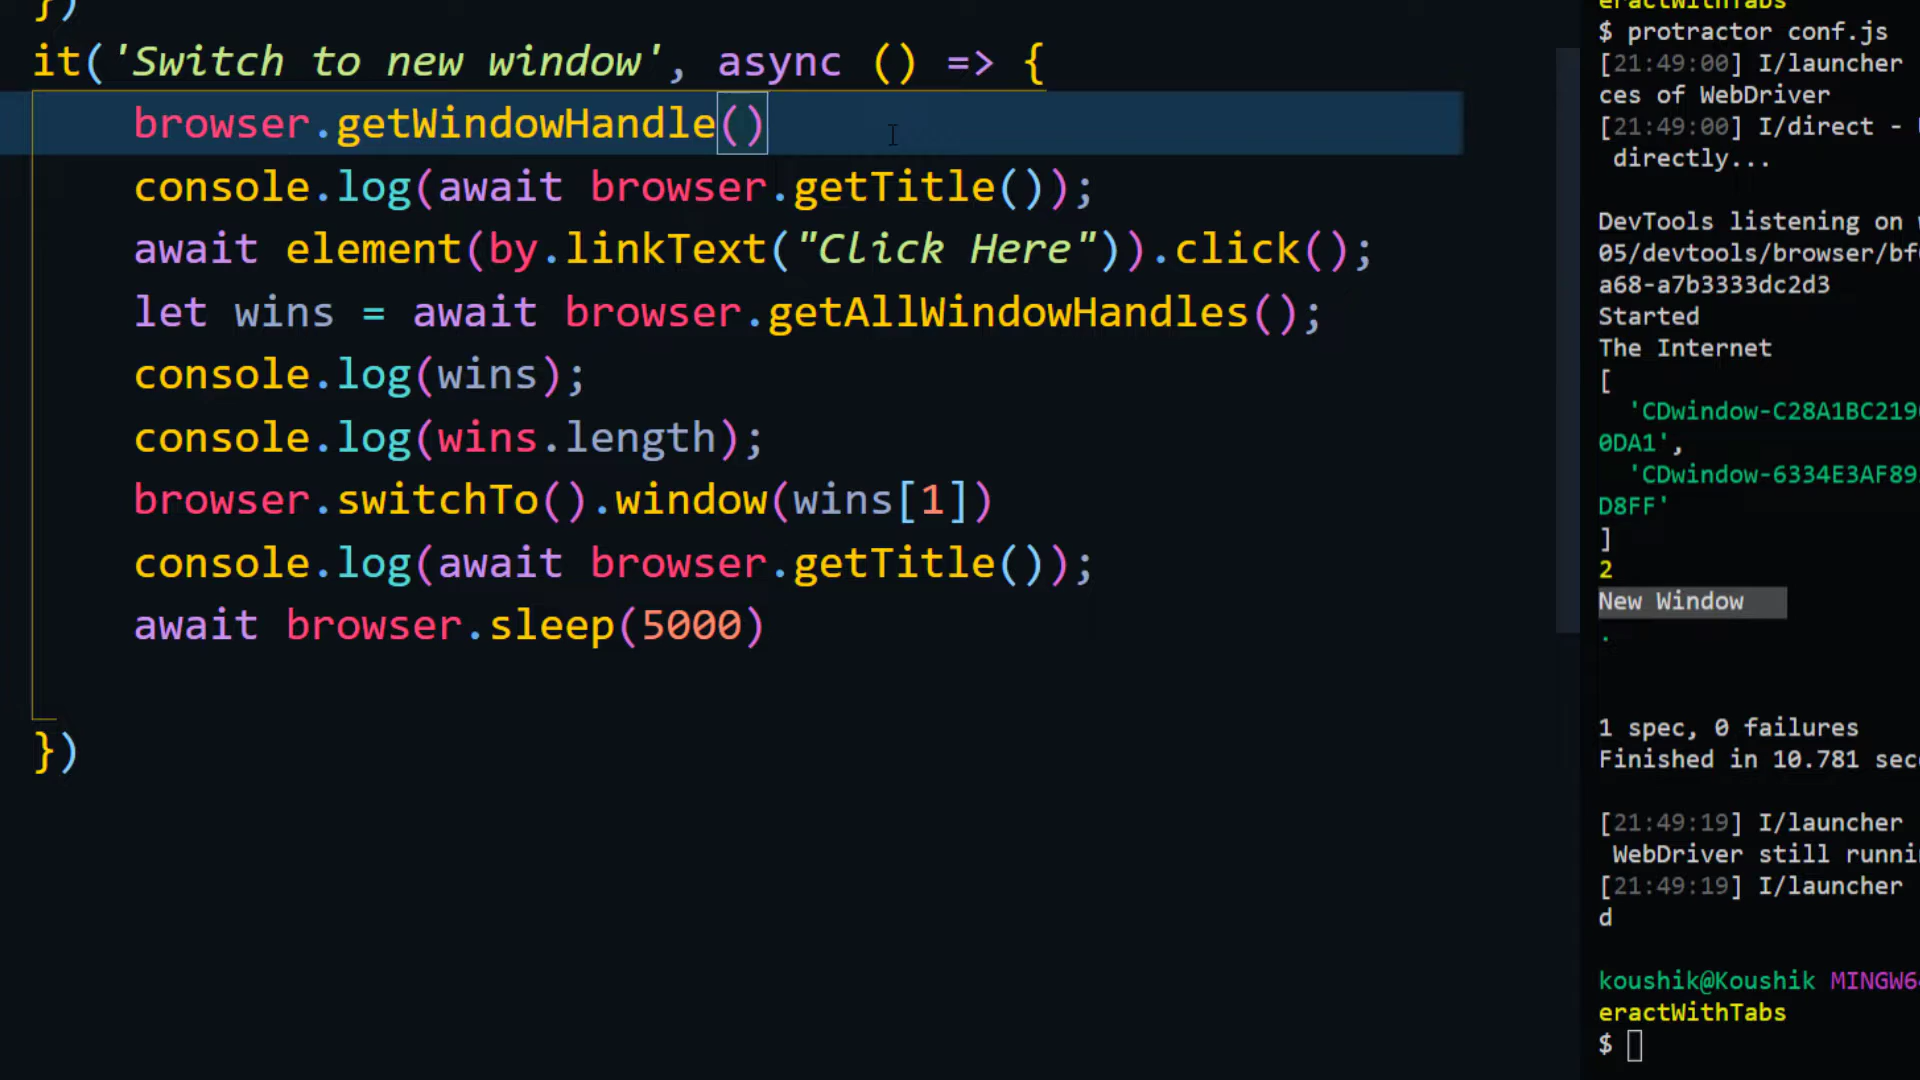 })
it('Switch to new window', async () => {
browser.getWindowHandle()
console.log(await browser.getTitle());
await element(by.linkText("Click Here")).click();
let wins = await browser.getAllWindowHandles();
console.log(wins);
console.log(wins.length);
browser.switchTo().window(wins[1])
console.log(await browser.getTitle());
await browser.sleep(5000)
})
eractWithTabs
$ protractor conf.js
[21:49:00] I/launcher
ces of WebDriver
[21:49:00] I/direct -
directly...
DevTools listening on
05/devtools/browser/bf
a68-a7b3333dc2d3
Started
The Internet
[
'CDwindow-C28A1BC219
0DA1',
'CDwindow-6334E3AF89
D8FF'
]
2
New Window
.
1 spec, 0 failures
Finished in 10.781 sec
[21:49:19] I/launcher
WebDriver still runni
[21:49:19] I/launcher
d
koushik@Koushik MINGW6
eractWithTabs
$